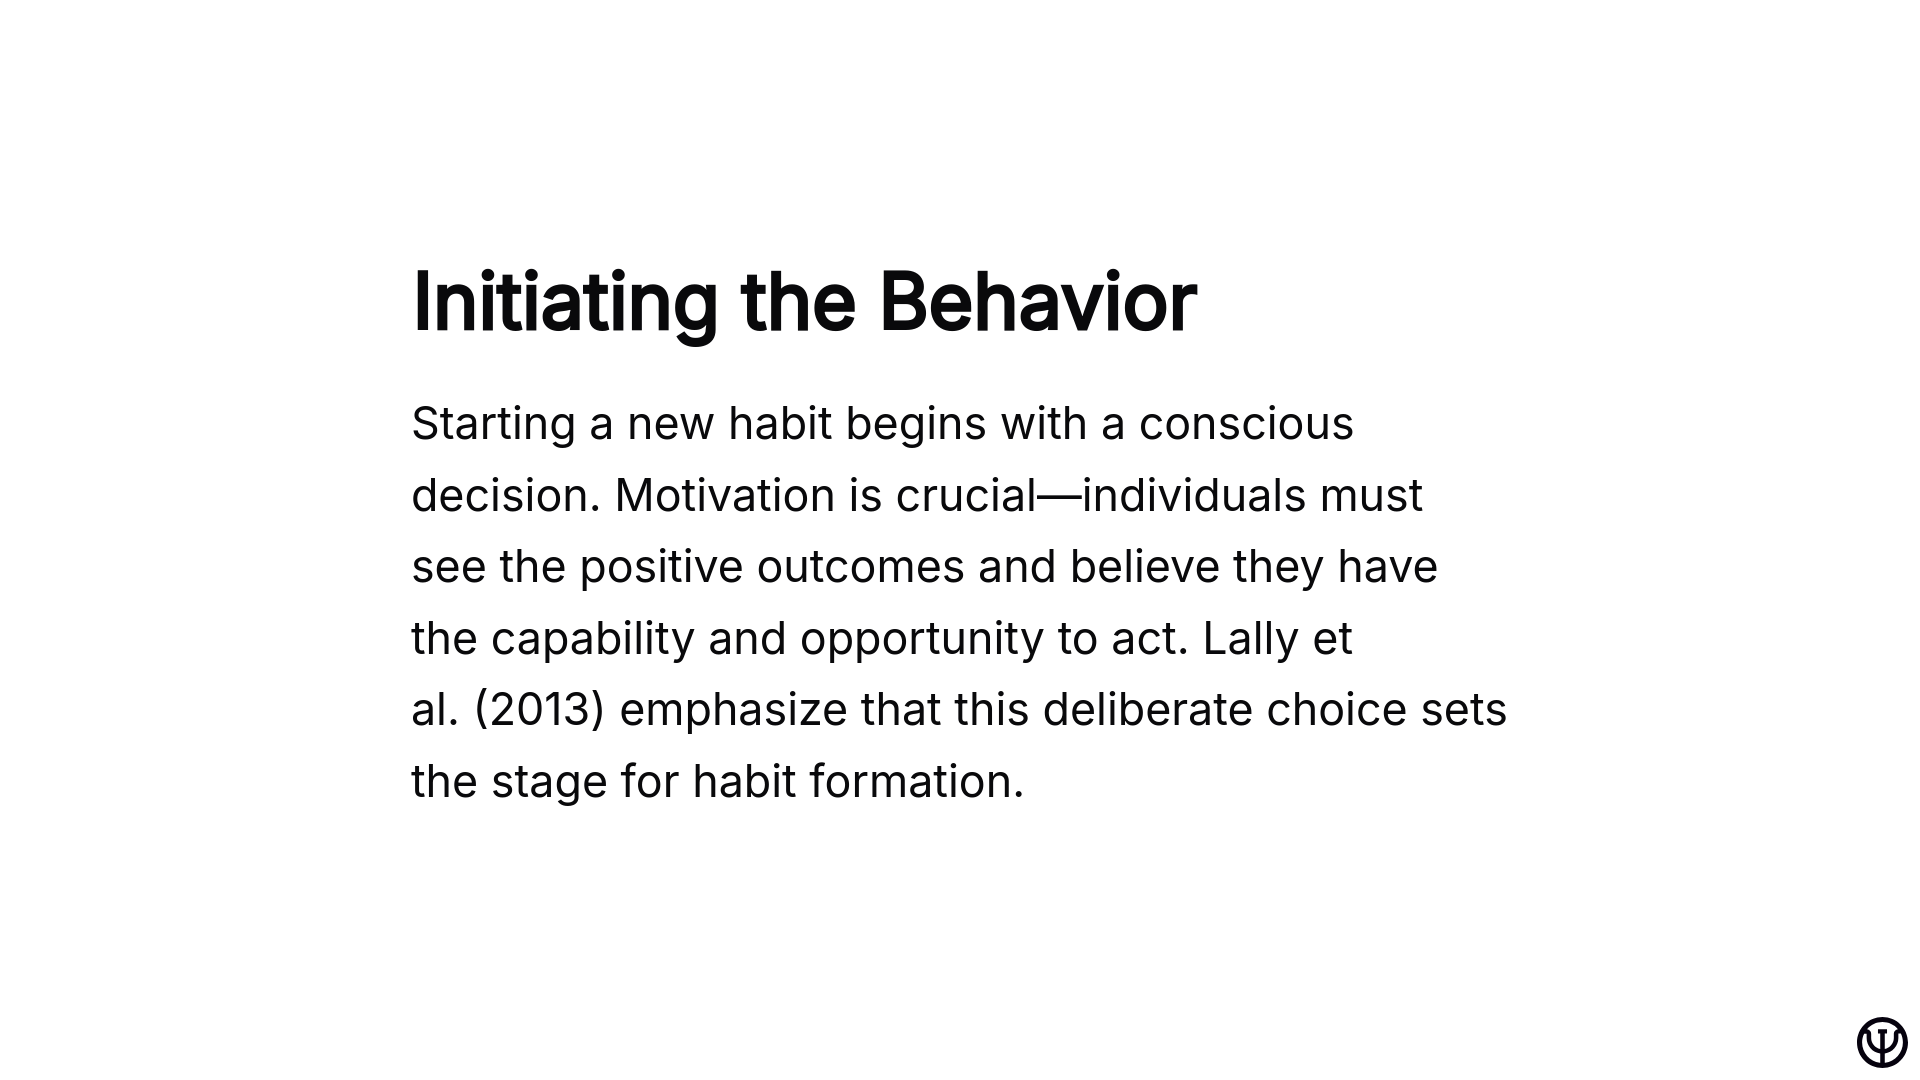 Initiating the Behavior
Starting a new habit begins with a conscious
decision. Motivation is crucial—individuals must
see the positive outcomes and believe they have
the capability and opportunity to act. Lally et
al. (2013) emphasize that this deliberate choice sets
the stage for habit formation.